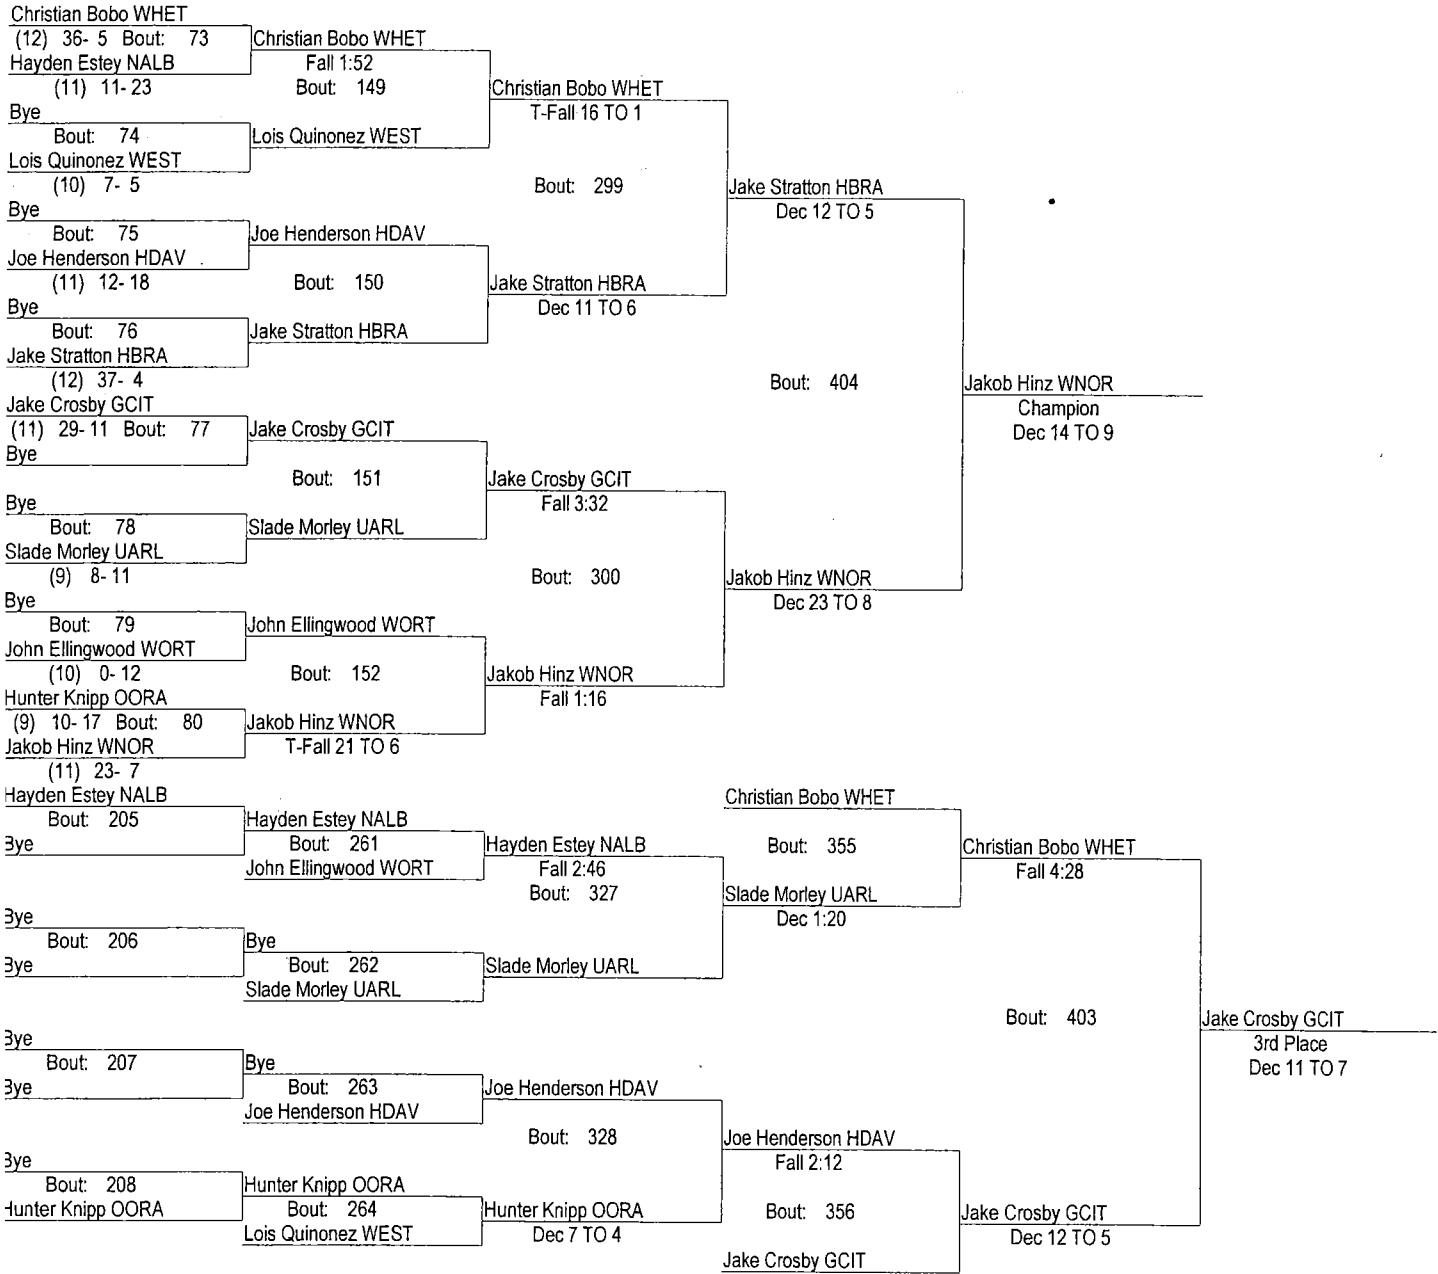 Christian Bobo WHET
(12) 36- 5 Bout: 73
Hayden Estey NALB
(11) 11- 23
Bye
Bout: 74
Lois Quinonez WEST
(10) 7- 5
Bye
Bout: 75
Joe Henderson HDAV
(11) 12- 18
Bye
Bout: 76
Jake Stratton HBRA
(12) 37- 4
Jake Crosby GCIT
(11) 29- 11 Bout: 77
Bye
Bye
Bout: 78
Slade Morley UARL
(9) 8- 11
Bye
Bout: 79
John Ellingwood WORT
(10) 0- 12
Hunter Knipp OORA
(9) 10- 17 Bout: 80
Jakob Hinz WNOR
(11) 23- 7
Christian Bobo WHET
Fall 1:52
Bout: 149
Lois Quinonez WEST
Joe Henderson HDAV
Bout: 150
Jake Stratton HBRA
Jake Crosby GCIT
Bout: 151
Slade Morley UARL
John Ellingwood WORT
Bout: 152
Jakob Hinz WNOR
T-Fall 21 TO 6
Christian Bobo WHET
T-Fall 16 TO 1
Bout: 299
Jake Stratton HBRA
Dec 11 TO 6
Jake Crosby GCIT
Fall 3:32
Bout: 300
Jakob Hinz WNOR
Fall 1:16
Jake Stratton HBRA
Dec 12 TO 5
Bout: 404
Jakob Hinz WNOR
Dec 23 TO 8
Jakob Hinz WNOR
Champion
Dec 14 TO 9
Hayden Estey NALB
Bout: 205
Bye
Bye
Bout: 206
Bye
Bye
Bout: 207
Bye
Bye
Bout: 208
Hunter Knipp OORA
Hayden Estey NALB
Bout: 261
John Ellingwood WORT
Bye
Bout: 262
Slade Morley UARL
Bye
Bout: 263
Joe Henderson HDAV
Hunter Knipp OORA
Bout: 264
Lois Quinonez WEST
Hayden Estey NALB
Fall 2:46
Bout: 327
Slade Morley UARL
Joe Henderson HDAV
Bout: 328
Hunter Knipp OORA
Dec 7 TO 4
Christian Bobo WHET
Bout: 355
Slade Morley UARL
Dec 1:20
Joe Henderson HDAV
Fall 2:12
Bout: 356
Jake Crosby GCIT
Christian Bobo WHET
Fall 4:28
Bout: 403
Jake Crosby GCIT
Dec 12 TO 5
Jake Crosby GCIT
3rd Place
Dec 11 TO 7